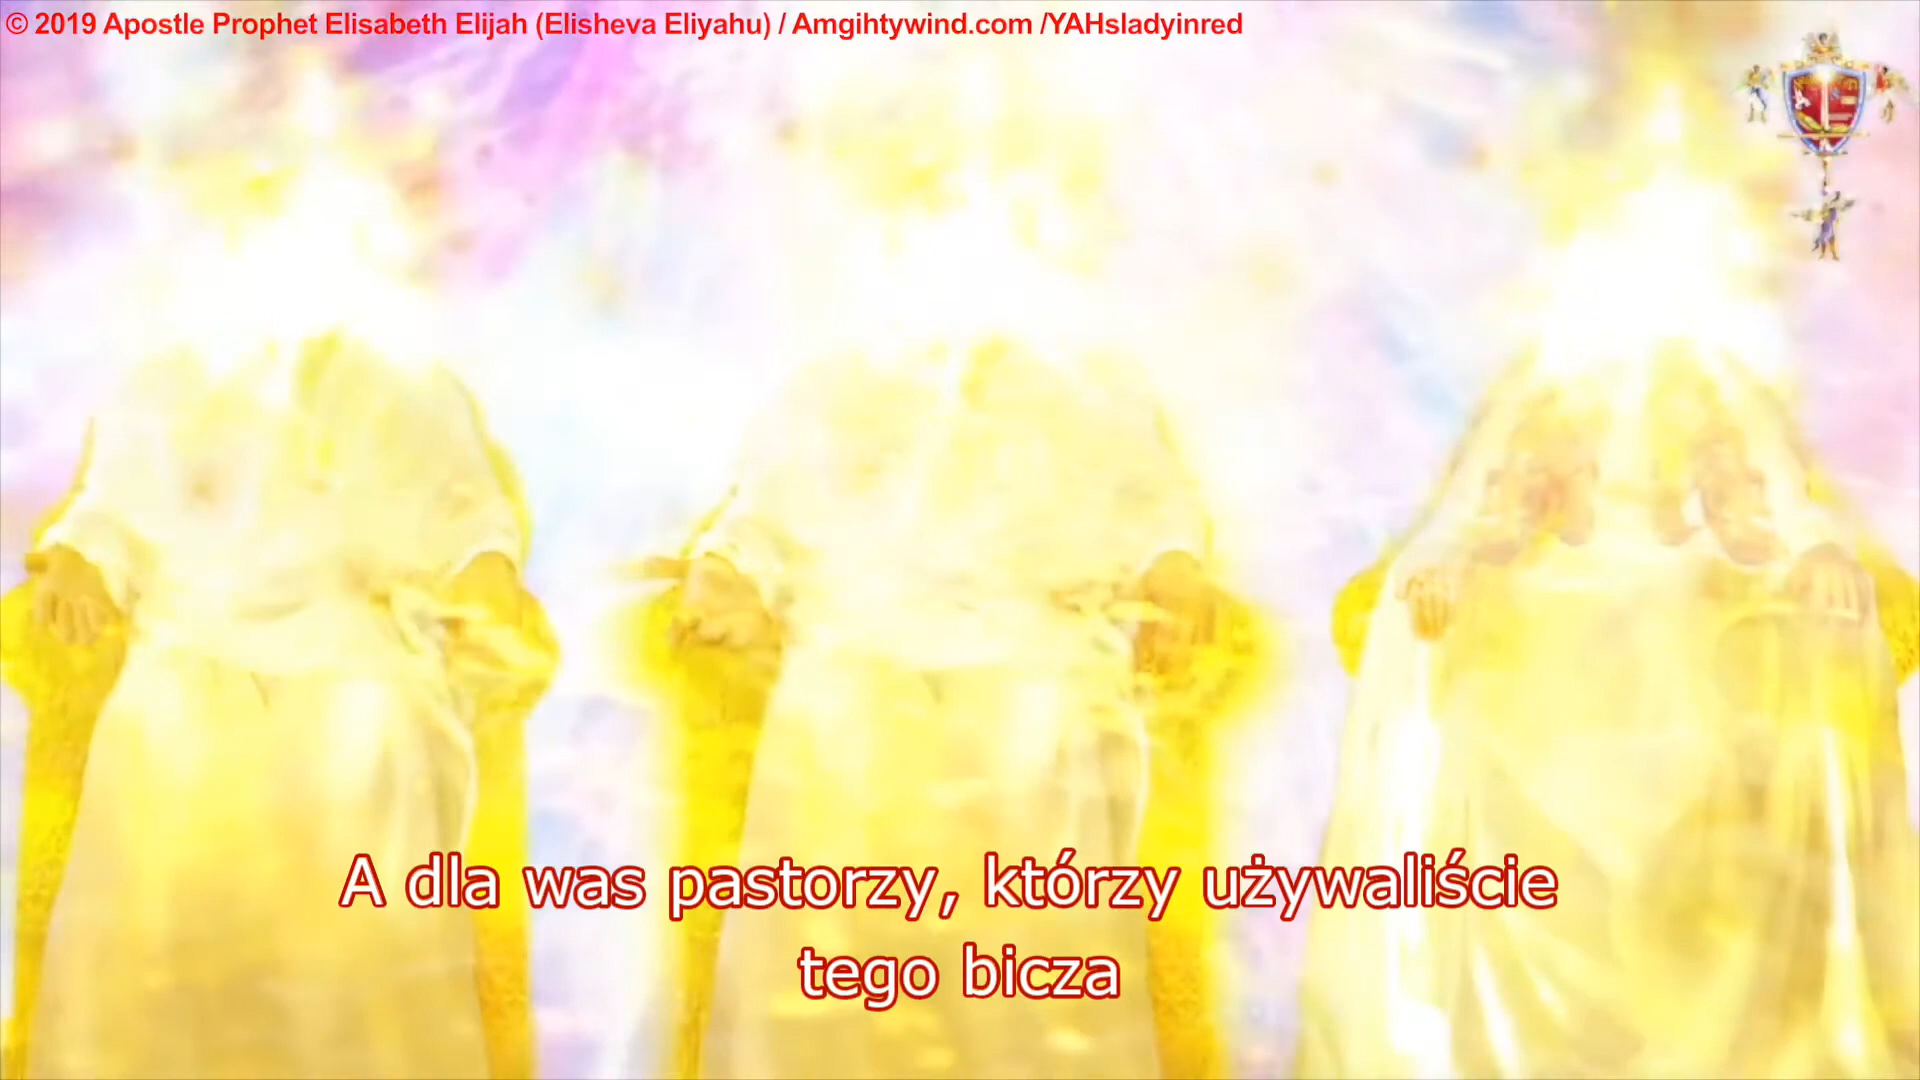 © 2019 Apostle Prophet Elisabeth Elijah (Elisheva Eliyahu) / Amgihtywind.com /YAHsladyinred
A dla was pastorzy, którzy używaliście
tego bicza